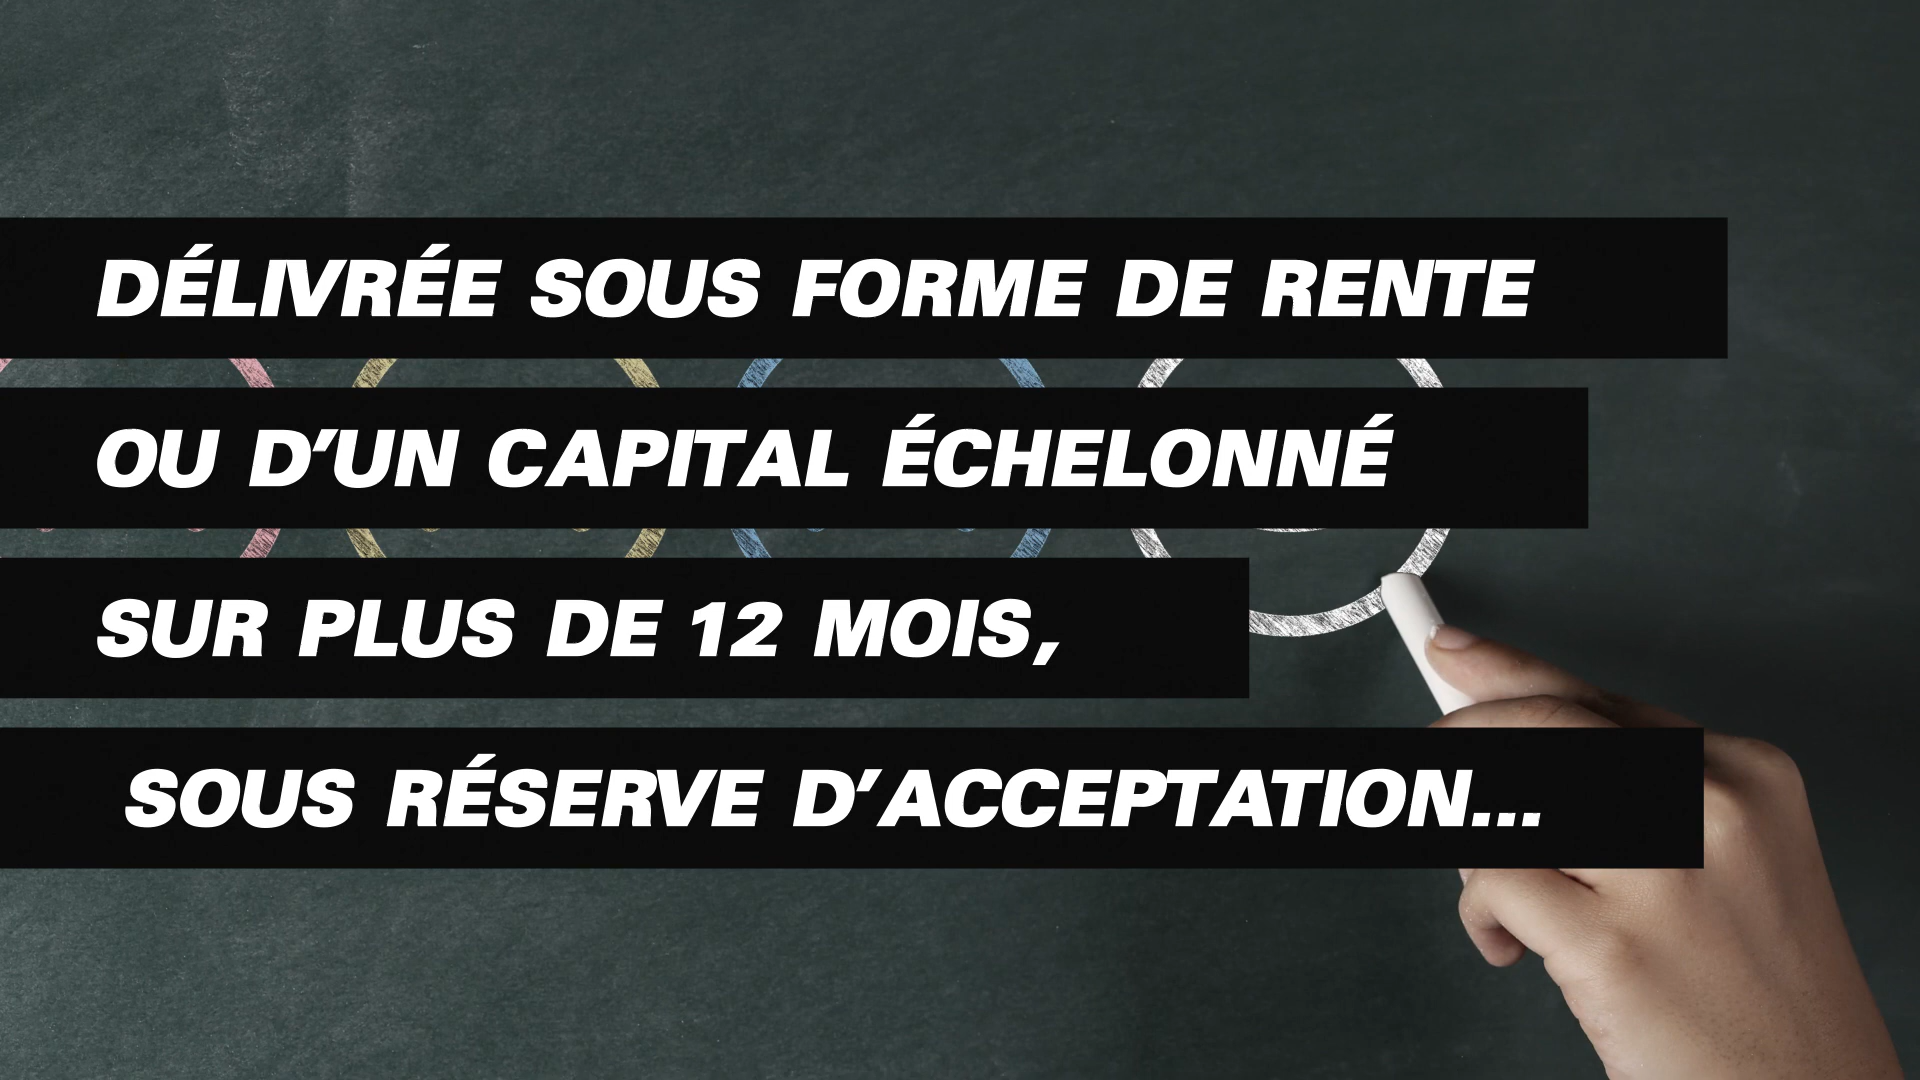 DÉLIVRÉE SOUS FORME DE RENTE
OU D’UN CAPITAL ÉCHELONNÉ
SUR PLUS DE 12 MOIS,
SOUS RÉSERVE D’ACCEPTATION...